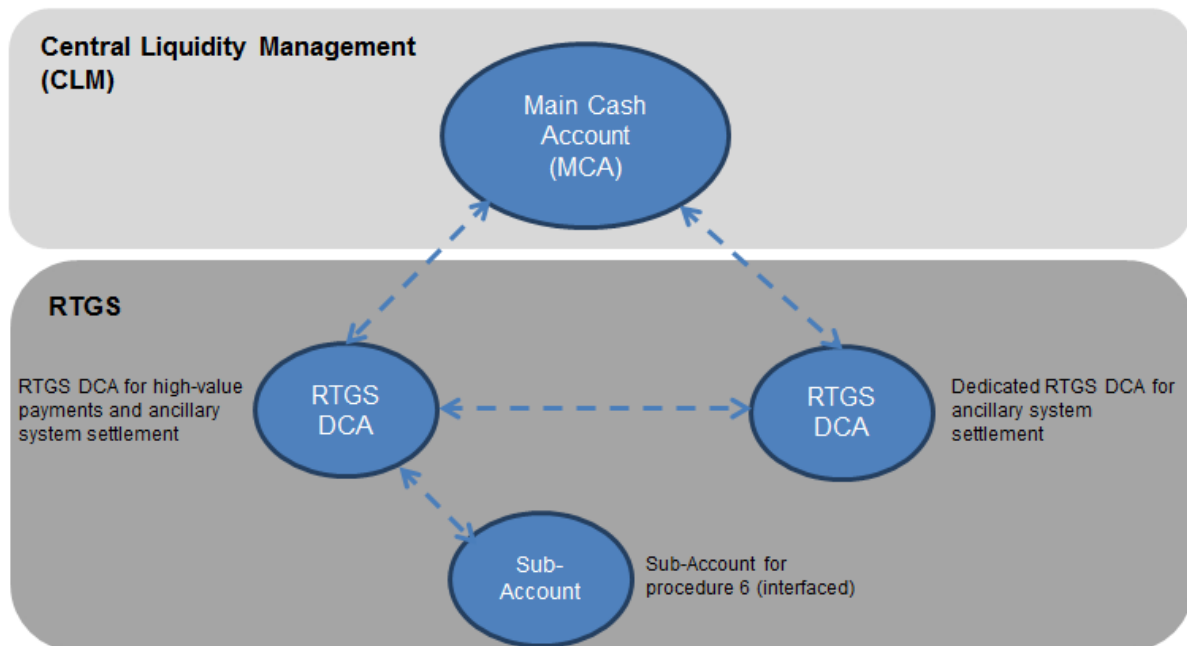 Central Liquidity Management
(CLM)
Main Cash
Account
(MCA)
RTGS
RTGS DCA for high-value
payments and ancillary
system settlement
RTGS
DCA
RTGS
DCA
Dedicated RTGS DCA for
ancillary system
settlement
Sub-
Account
Sub-Account for
procedure 6 (interfaced)